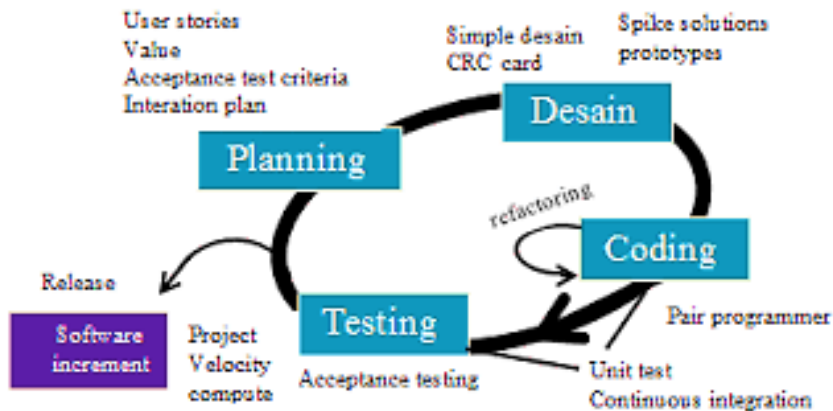 User stories
Value
Acceptance test criteria
Interation plan
Simple desain
CRC card
Spike solutions
prototypes
Desain
Planning
refactoring
Coding
Release
Software
increment
Project
Velocity
compute
Testing
Acceptance testing
Pair programmer
Unit test
Continuous integration